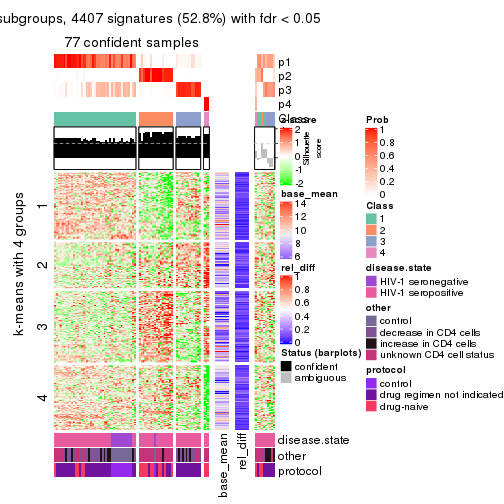 subgroups, 4407 signatures (52.8%) with fdr < 0.05
77 confident samples
p1
p2
p3
p4
Class
Silhouette
score
k-means with 4 groups
1
2
3
4
base_mean
rel_diff
disease.state
other
protocol
z-score
2
1
0
-1
-2
base_mean
14
12
10
8
6
rel_diff
1
0.8
0.6
0.4
0.2
0
Status (barplots)
confident
ambiguous
Prob
1
0.8
0.6
0.4
0.2
0
Class
1
2
3
4
disease.state
HIV-1 seronegative
HIV-1 seropositive
other
control
decrease in CD4 cells
increase in CD4 cells
unknown CD4 cell status
protocol
control
drug regimen not indicated
drug-naive